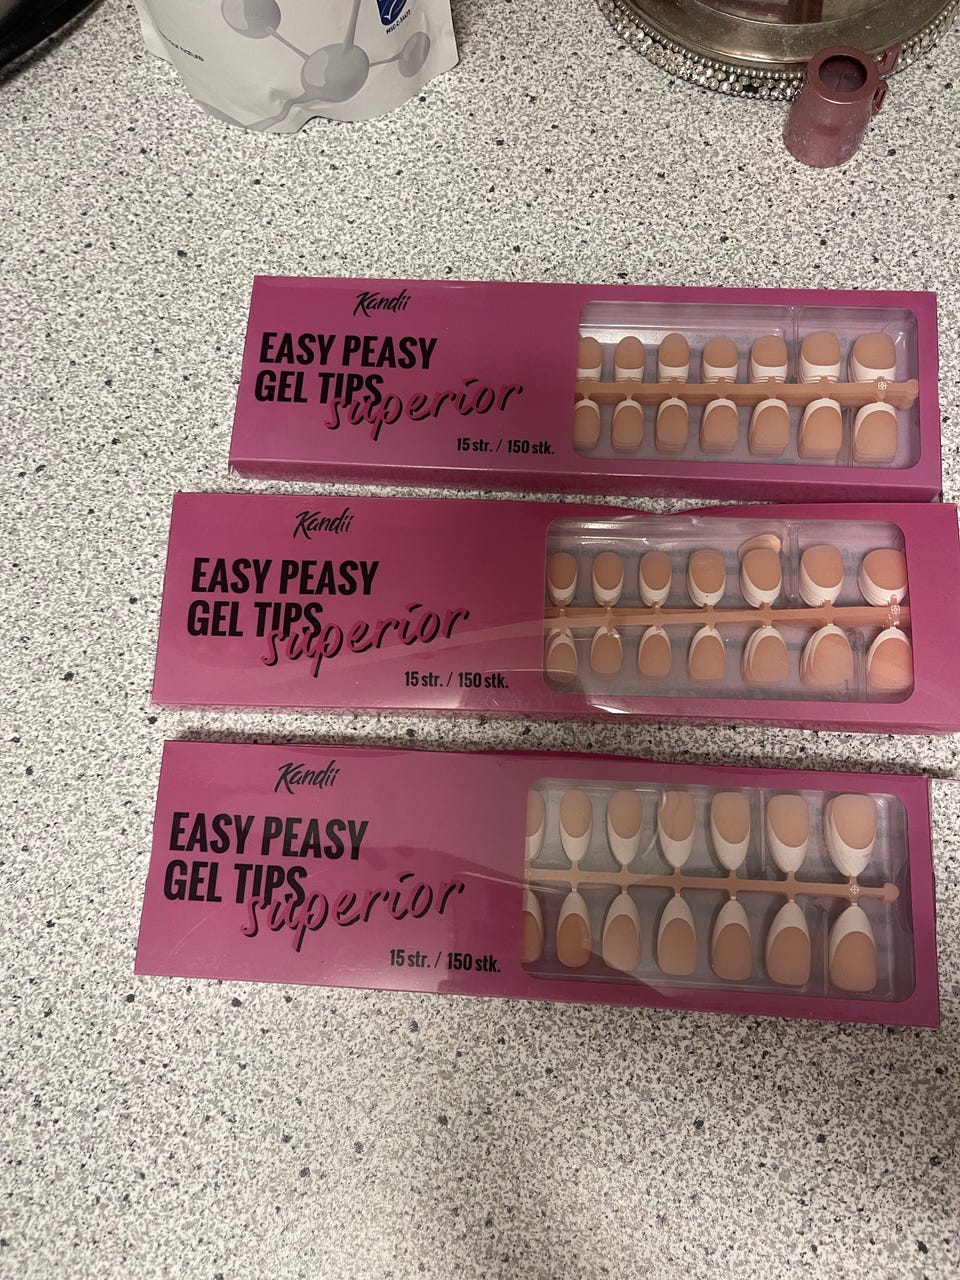 Kandii
EASY PEASY
GEL TIPS
superior
15 str. / 150 stk.
Kandii
EASY PEASY
GEL TIPS
superior
15 str. / 150 stk.
Kandii
EASY PEASY
GEL TIPS
superior
15 str. / 150 stk.